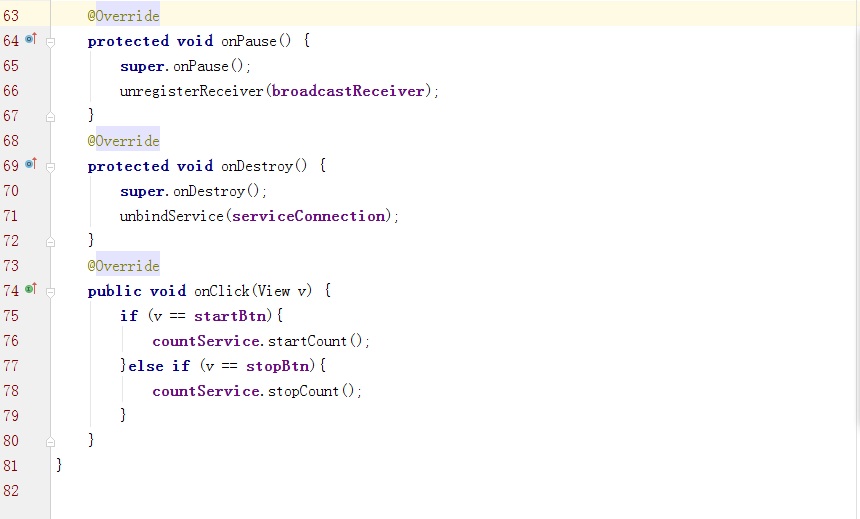 63 @Override
64 protected void onPause() {
65 super.onPause();
66 unregisterReceiver(broadcastReceiver);
67 }
68 @Override
69 protected void onDestroy() {
70 super.onDestroy();
71 unbindService(serviceConnection);
72 }
73 @Override
74 public void onClick(View v) {
75 if (v == startBtn){
76 countService.startCount();
77 }else if (v == stopBtn){
78 countService.stopCount();
79 }
80 }
81 }
82